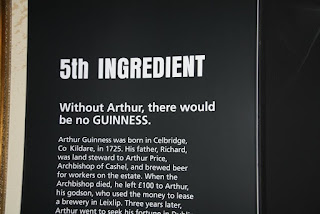 5th INGREDIENT
Without Arthur, there would
be no GUINNESS.
Arthur Guinness was born in Celbridge,
Co Kildare, in 1725. His father, Richard,
was land steward to Arthur Price,
Archbishop of Cashel, and brewed beer
for workers on the estate. When the
Archbishop died, he left £100 to Arthur,
his godson, who used the money to lease
a brewery in Leixlip. Three years later,
Arthur went to seek his fortune in Dublin